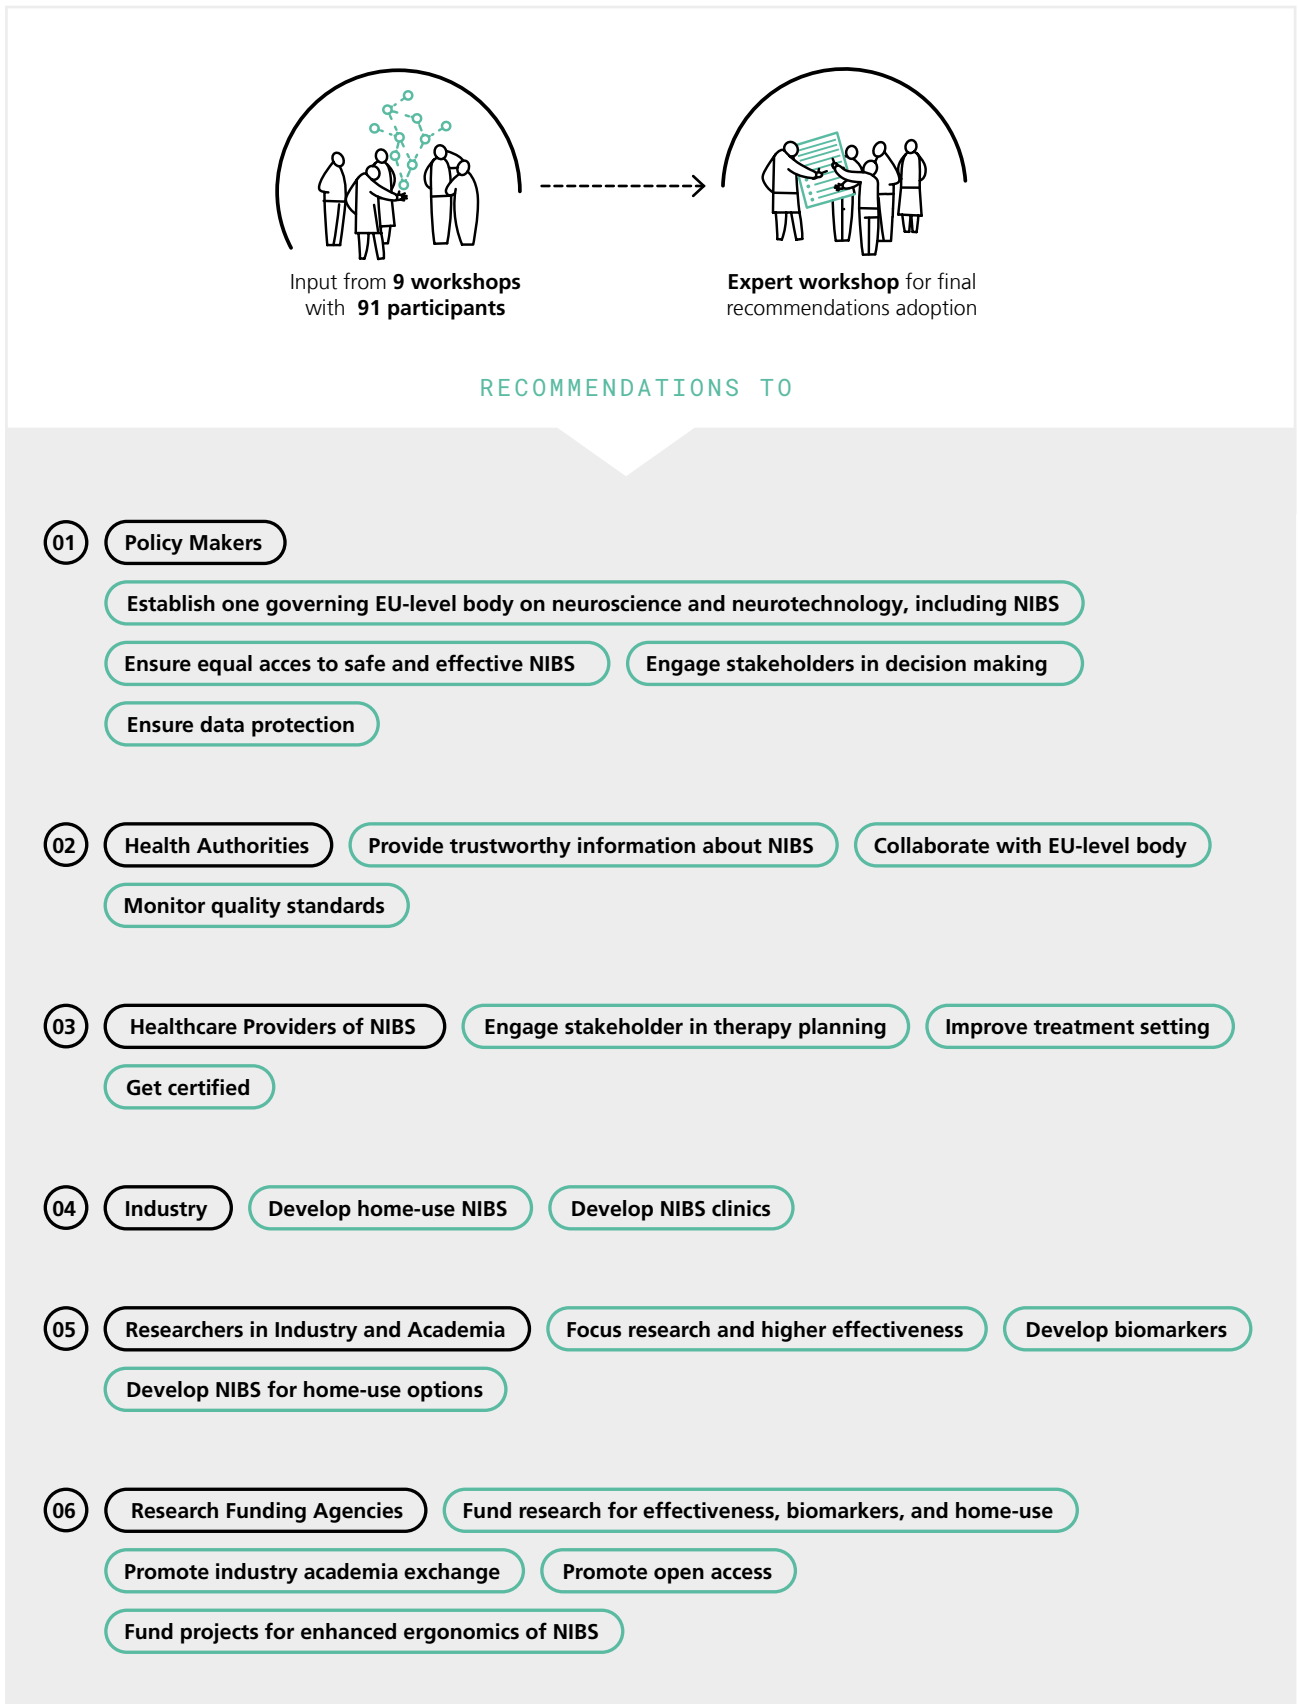 Input from 9 workshops
with 91 participants
Expert workshop for final
recommendations adoption
RECOMMENDATIONS TO
01 Policy Makers
Establish one governing EU-level body on neuroscience and neurotechnology, including NIBS
Ensure equal acces to safe and effective NIBS Engage stakeholders in decision making
Ensure data protection
02 Health Authorities Provide trustworthy information about NIBS Collaborate with EU-level body
Monitor quality standards
03 Healthcare Providers of NIBS Engage stakeholder in therapy planning Improve treatment setting
Get certified
04 Industry Develop home-use NIBS Develop NIBS clinics
05 Researchers in Industry and Academia Focus research and higher effectiveness Develop biomarkers
Develop NIBS for home-use options
06 Research Funding Agencies Fund research for effectiveness, biomarkers, and home-use
Promote industry academia exchange Promote open access
Fund projects for enhanced ergonomics of NIBS